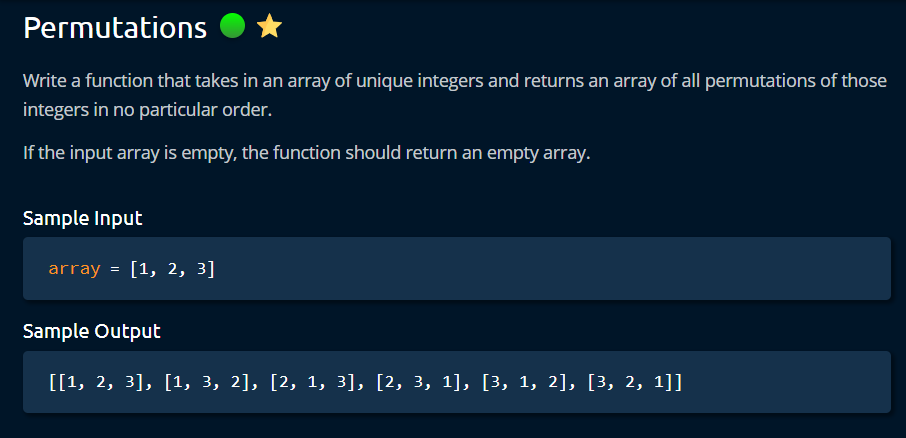 Permutations
Write a function that takes in an array of unique integers and returns an array of all permutations of those
integers in no particular order.
If the input array is empty, the function should return an empty array.
Sample Input
array = [1, 2, 3]
Sample Output
[[1, 2, 3], [1, 3, 2], [2, 1, 3], [2, 3, 1], [3, 1, 2], [3, 2, 1]]